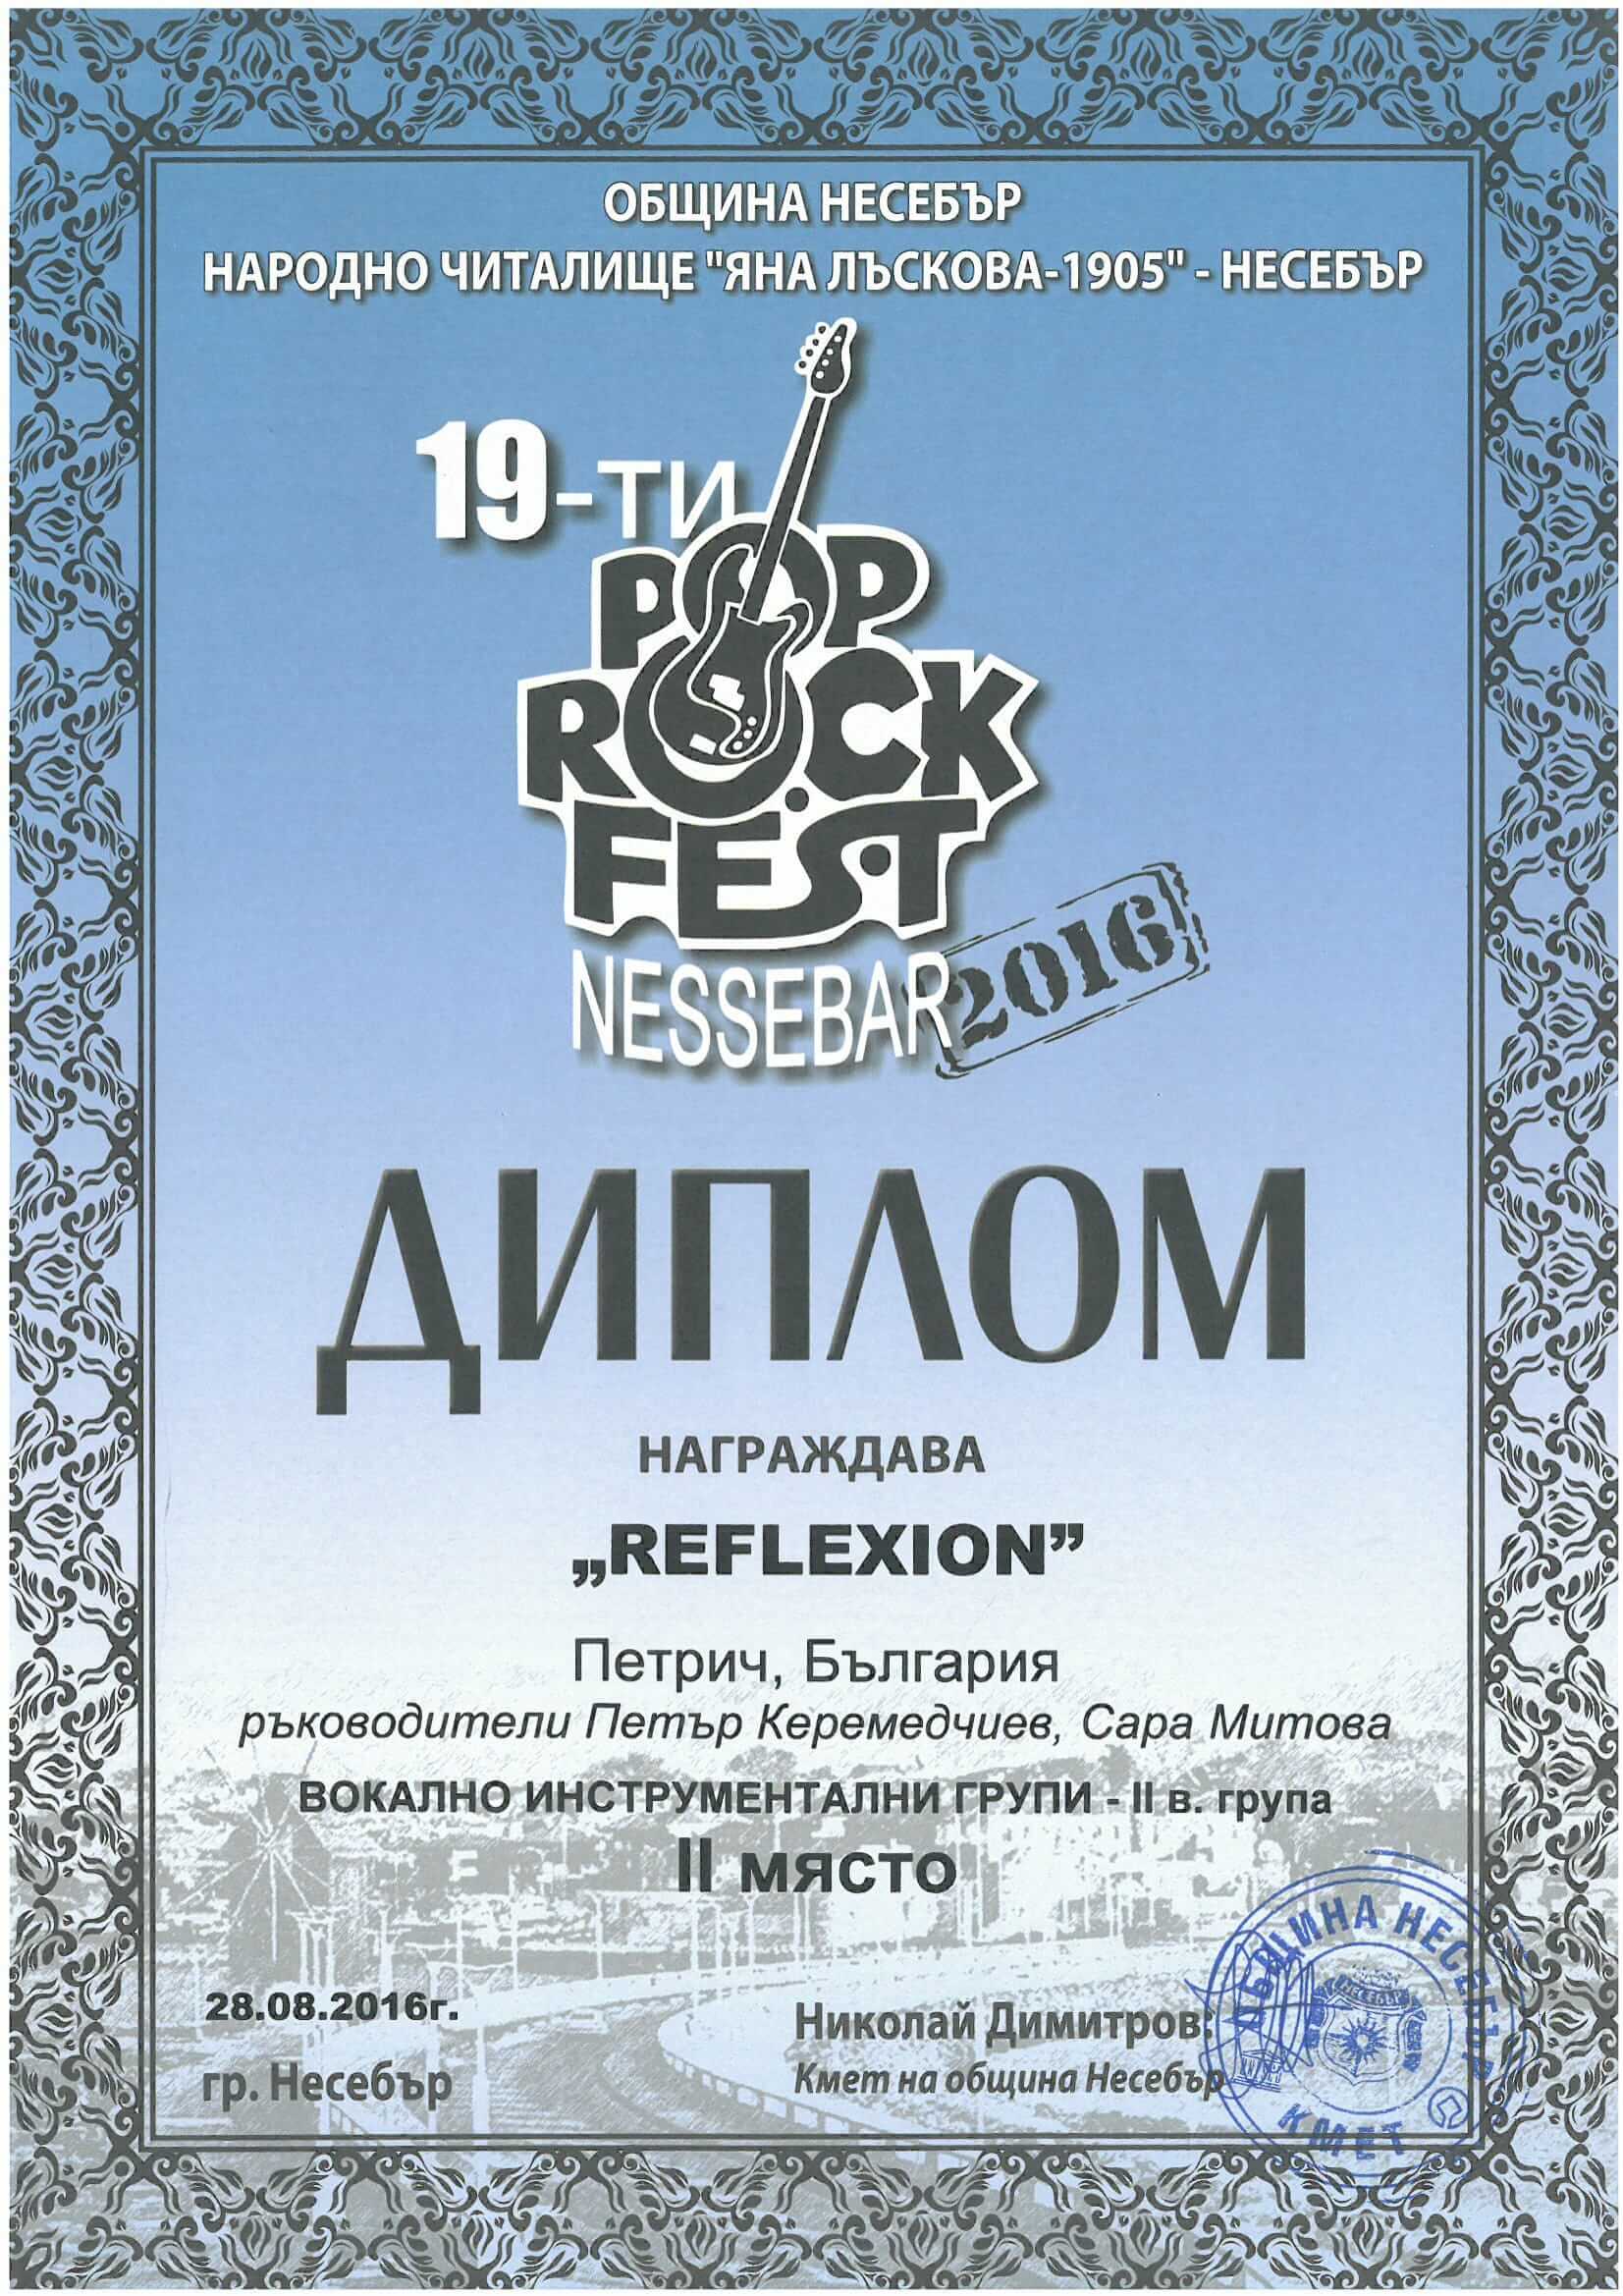 ОБЩИНА НЕСЕБЪР
НАРОДНО ЧИТАЛИЩЕ "ЯНА ЛЪСКОВА-1905" - НЕСЕБЪР
19-ТИ
POP
ROCK
FEST
NESSEBAR
2016
ДИПЛОМ
НАГРАЖДАВА
„REFLEXION”
Петрич, България
ръководители Петър Керемедчиев, Сара Митова
ВОКАЛНО ИНСТРУМЕНТАЛНИ ГРУПИ - II в. група
II място
28.08.2016г.
гр. Несебър
Николай Димитров:
Кмет на община Несебър
ОБЩИНА НЕСЕБЪР
НЕСЕБЪР
КМЕТ